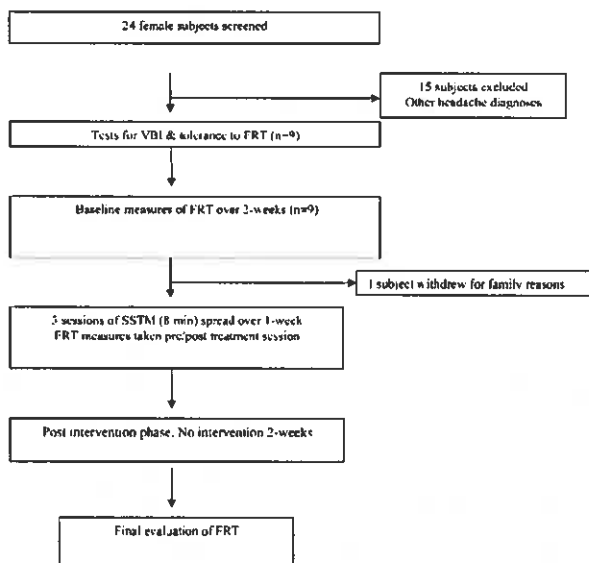 24 female subjects screened
15 subjects excluded
Other headache diagnoses
Tests for VBI & tolerance to FRT (n=9)
Baseline measures of FRT over 2-weeks (n=9)
1 subject withdrew for family reasons
3 sessions of SSTM (8 min) spread over 1-week
FRT measures taken pre/post treatment session
Post intervention phase. No intervention 2-weeks
Final evaluation of FRT